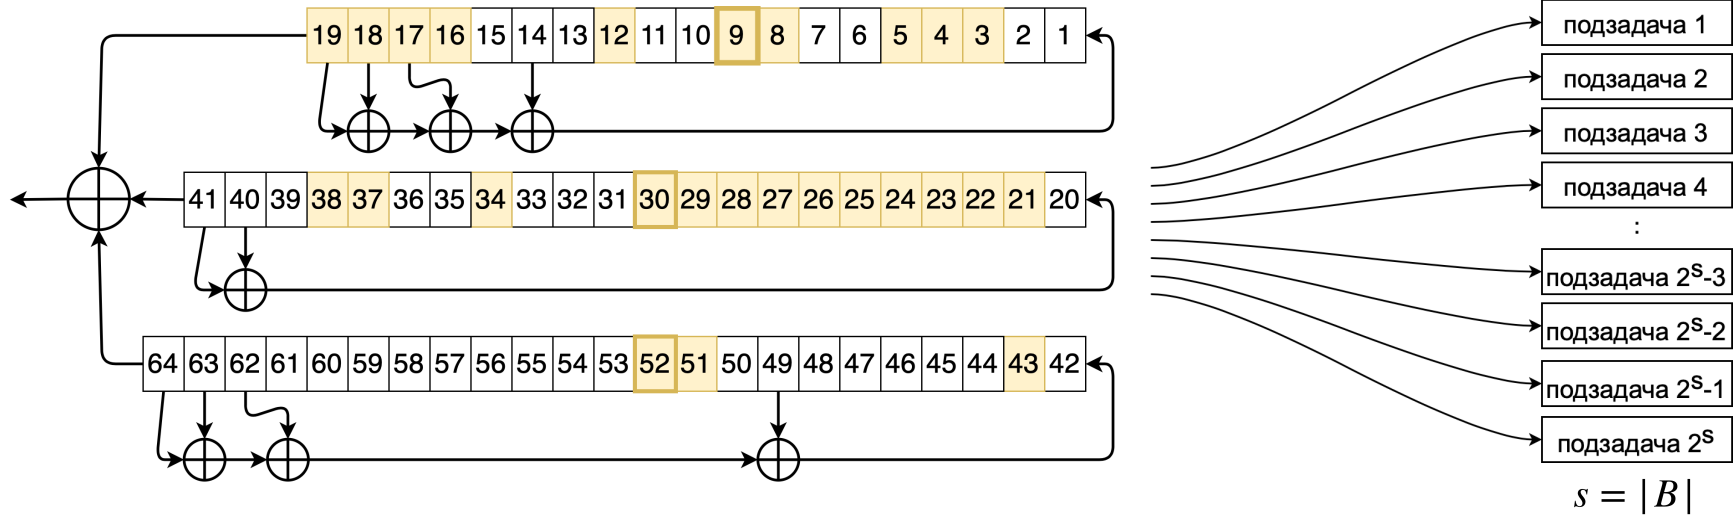 19 18 17 16 15 14 13 12 11 10 9 8 7 6 5 4 3 2 1
41 40 39 38 37 36 35 34 33 32 31 30 29 28 27 26 25 24 23 22 21 20
64 63 62 61 60 59 58 57 56 55 54 53 52 51 50 49 48 47 46 45 44 43 42
подзадача 1
подзадача 2
подзадача 3
подзадача 4
:
подзадача 2ˢ-3
подзадача 2ˢ-2
подзадача 2ˢ-1
подзадача 2ˢ
s = |B|